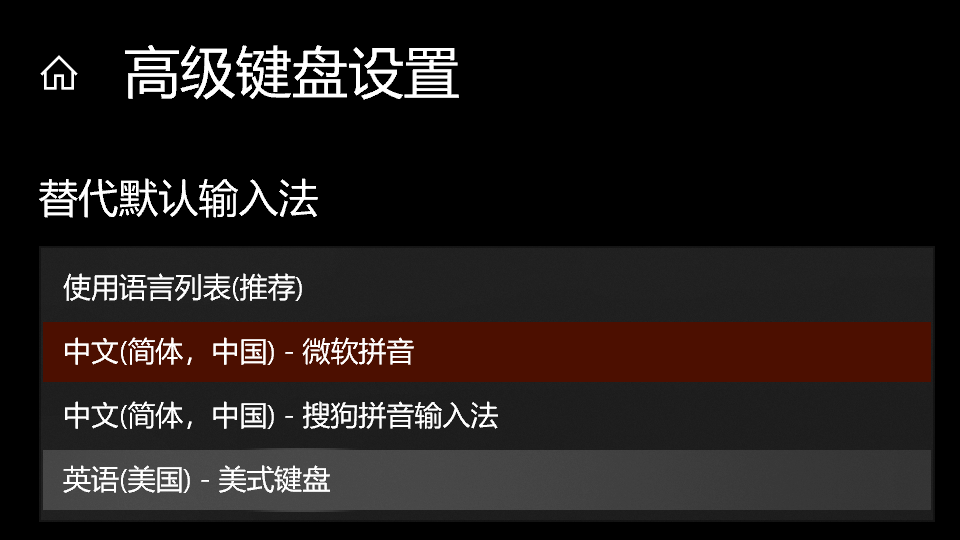 高级键盘设置
替代默认输入法
使用语言列表(推荐)
中文(简体，中国) - 微软拼音
中文(简体，中国) - 搜狗拼音输入法
英语(美国) - 美式键盘